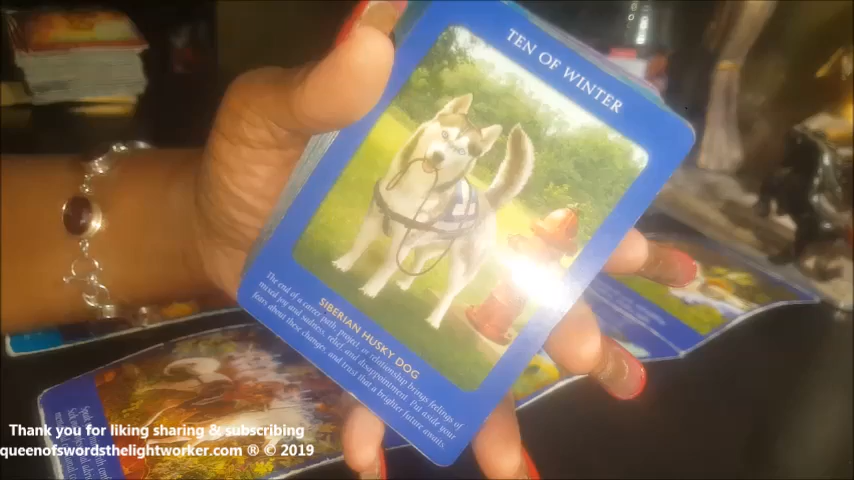 TEN OF WINTER
SIBERIAN HUSKY DOG
The end of a career path, project, or relationship brings feelings of
mixed joy and sadness, relief and disappointment. Put aside your
fears about these changes, and trust that a brighter future awaits.
Thank you for liking sharing & subscribing
queenofswordsthelightworker.com ® © 2019